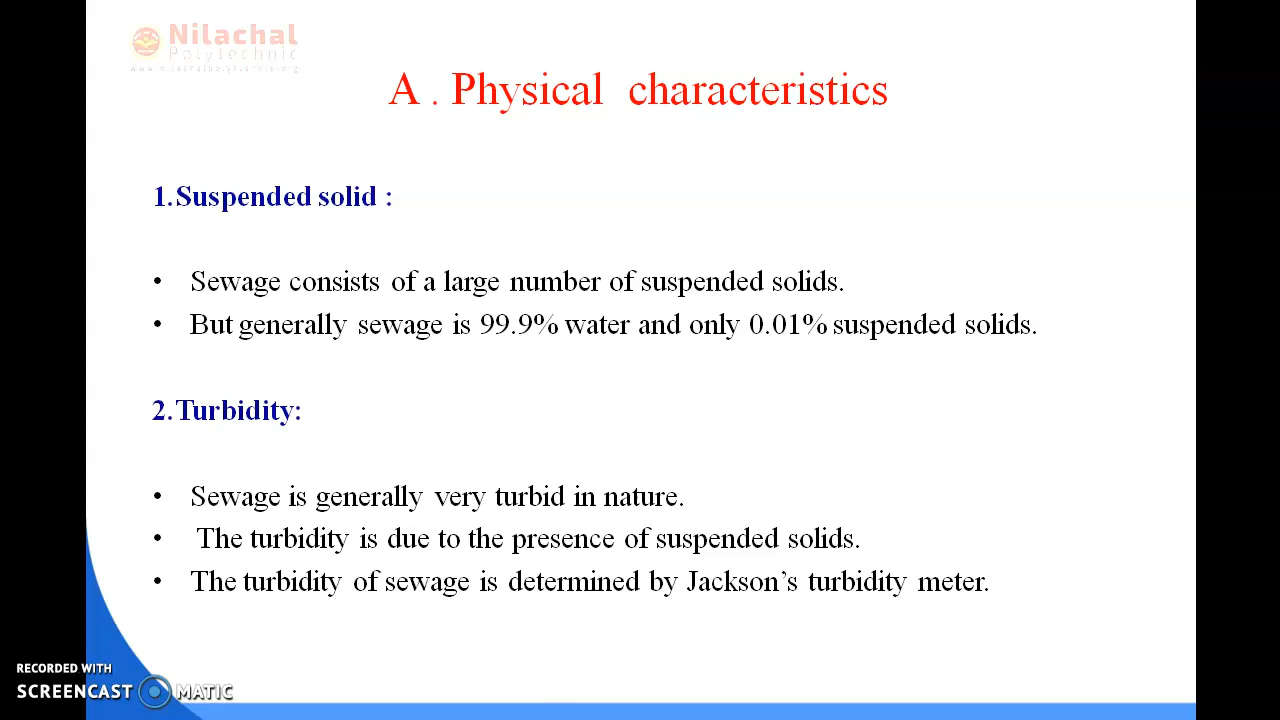 Nilachal
Polytechnic
A . Physical characteristics
1.Suspended solid :
• Sewage consists of a large number of suspended solids.
• But generally sewage is 99.9% water and only 0.01% suspended solids.
2.Turbidity:
• Sewage is generally very turbid in nature.
• The turbidity is due to the presence of suspended solids.
• The turbidity of sewage is determined by Jackson’s turbidity meter.
RECORDED WITH
SCREENCAST MATIC